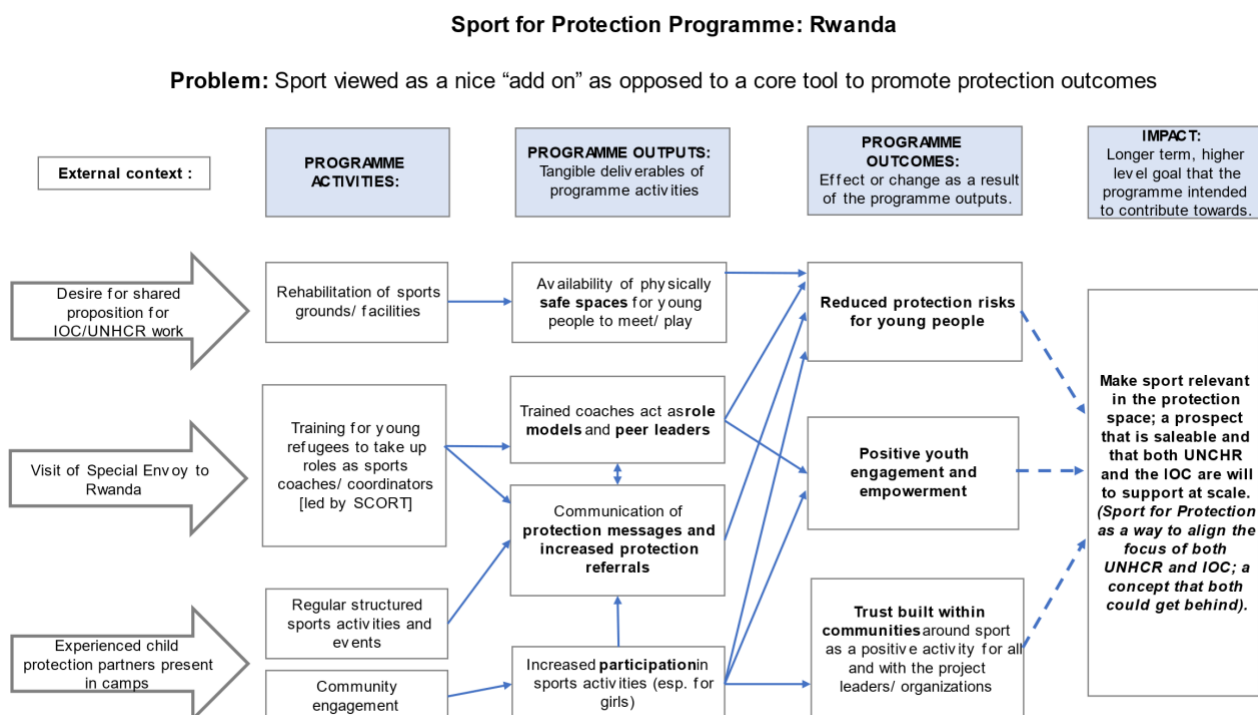 Sport for Protection Programme: Rwanda
Problem: Sport viewed as a nice “add on” as opposed to a core tool to promote protection outcomes
External context :
PROGRAMME
ACTIVITIES:
PROGRAMME OUTPUTS:
Tangible deliverables of
programme activities
PROGRAMME
OUTCOMES:
Effect or change as a result
of the programme outputs.
IMPACT:
Longer term, higher
level goal that the
programme intended
to contribute towards.
Desire for shared
proposition for
IOC/UNHCR work
Rehabilitation of sports
grounds/ facilities
Availability of physically
safe spaces for young
people to meet/ play
Reduced protection risks
for young people
Visit of Special Envoy to
Rwanda
Training for young
refugees to take up
roles as sports
coaches/ coordinators
[led by SCORT]
Trained coaches act as role
models and peer leaders
Communication of
protection messages and
increased protection
referrals
Positive youth
engagement and
empowerment
Make sport relevant
in the protection
space; a prospect
that is saleable and
that both UNCHR
and the IOC are will
to support at scale.
(Sport for Protection
as a way to align the
focus of both
UNHCR and IOC; a
concept that both
could get behind).
Experienced child
protection partners present
in camps
Regular structured
sports activities and
events
Community
engagement
Increased participation in
sports activities (esp. for
girls)
Trust built within
communities around sport
as a positive activity for all
and with the project
leaders/ organizations